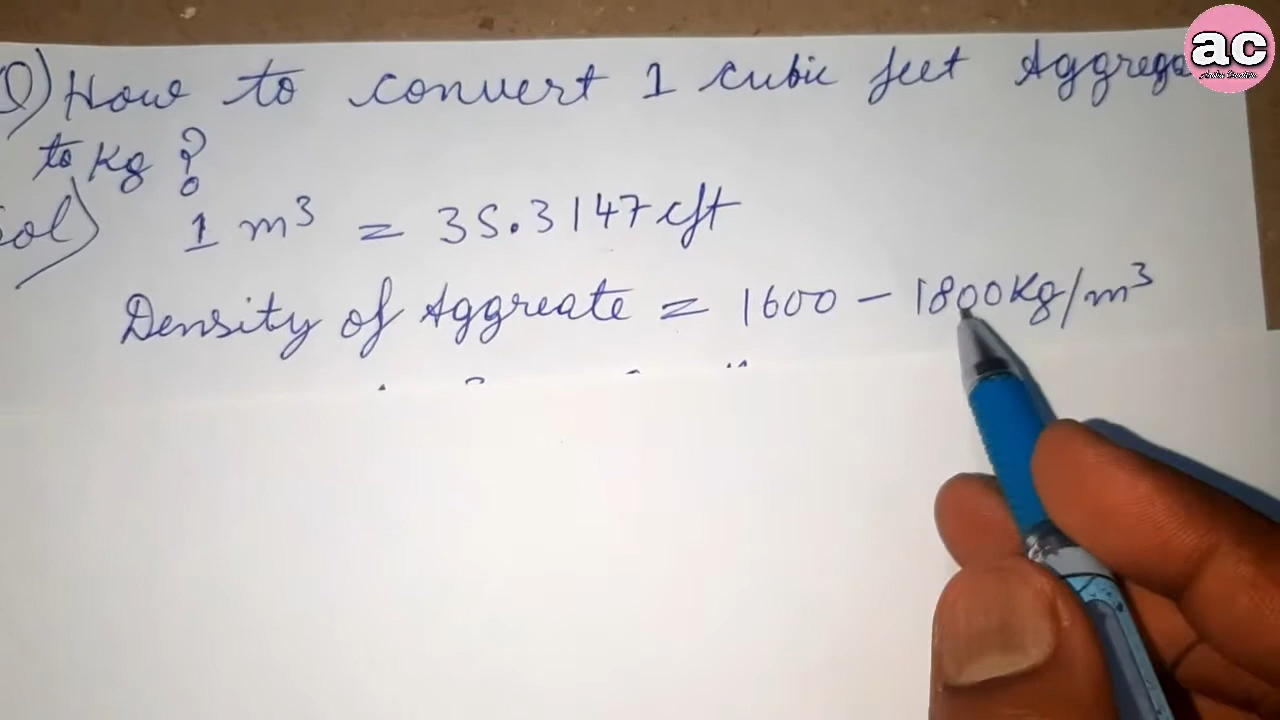 Q) How to convert 1 cubic feet Aggrega
to Kg ?
Sol) 1 m³ = 35.3147 cft
Density of Aggreate = 1600 - 1800 Kg/m³
ac